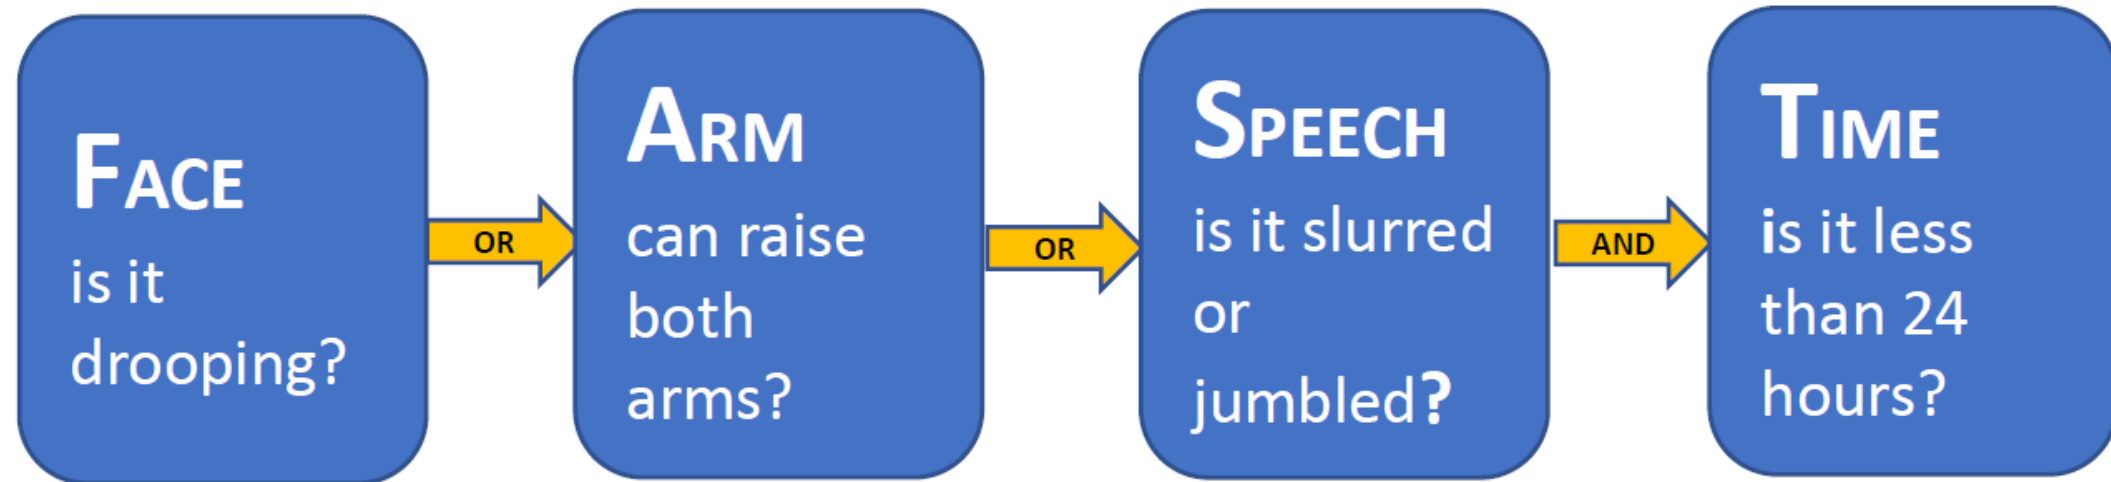 FACE
is it
drooping?
OR
ARM
can raise
both
arms?
OR
SPEECH
is it slurred
or
jumbled?
AND
TIME
is it less
than 24
hours?